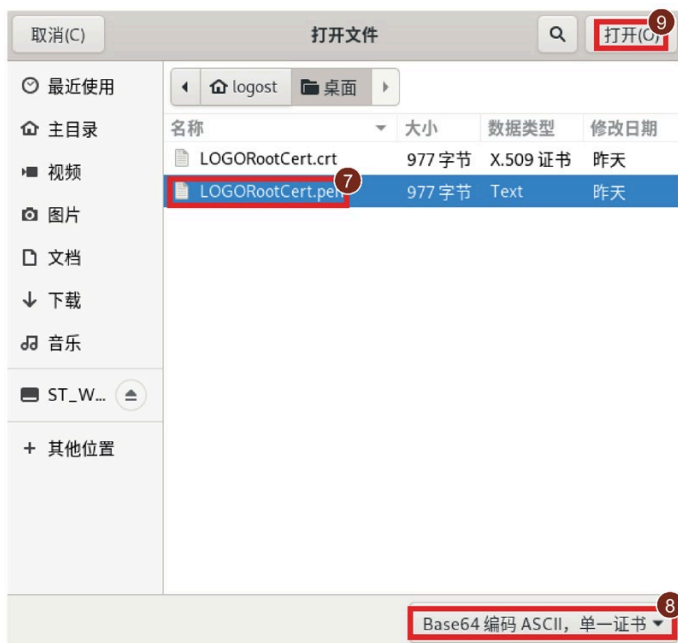 取消(C) 打开文件 打开(O) 9
最近使用
主目录
视频
图片
文档
下载
音乐
ST_W...
其他位置
logost 桌面
名称 大小 数据类型 修改日期
LOGORootCert.crt 977 字节 X.509 证书 昨天
LOGORootCert.pem 7 977 字节 Text 昨天
8
Base64 编码 ASCII，单一证书